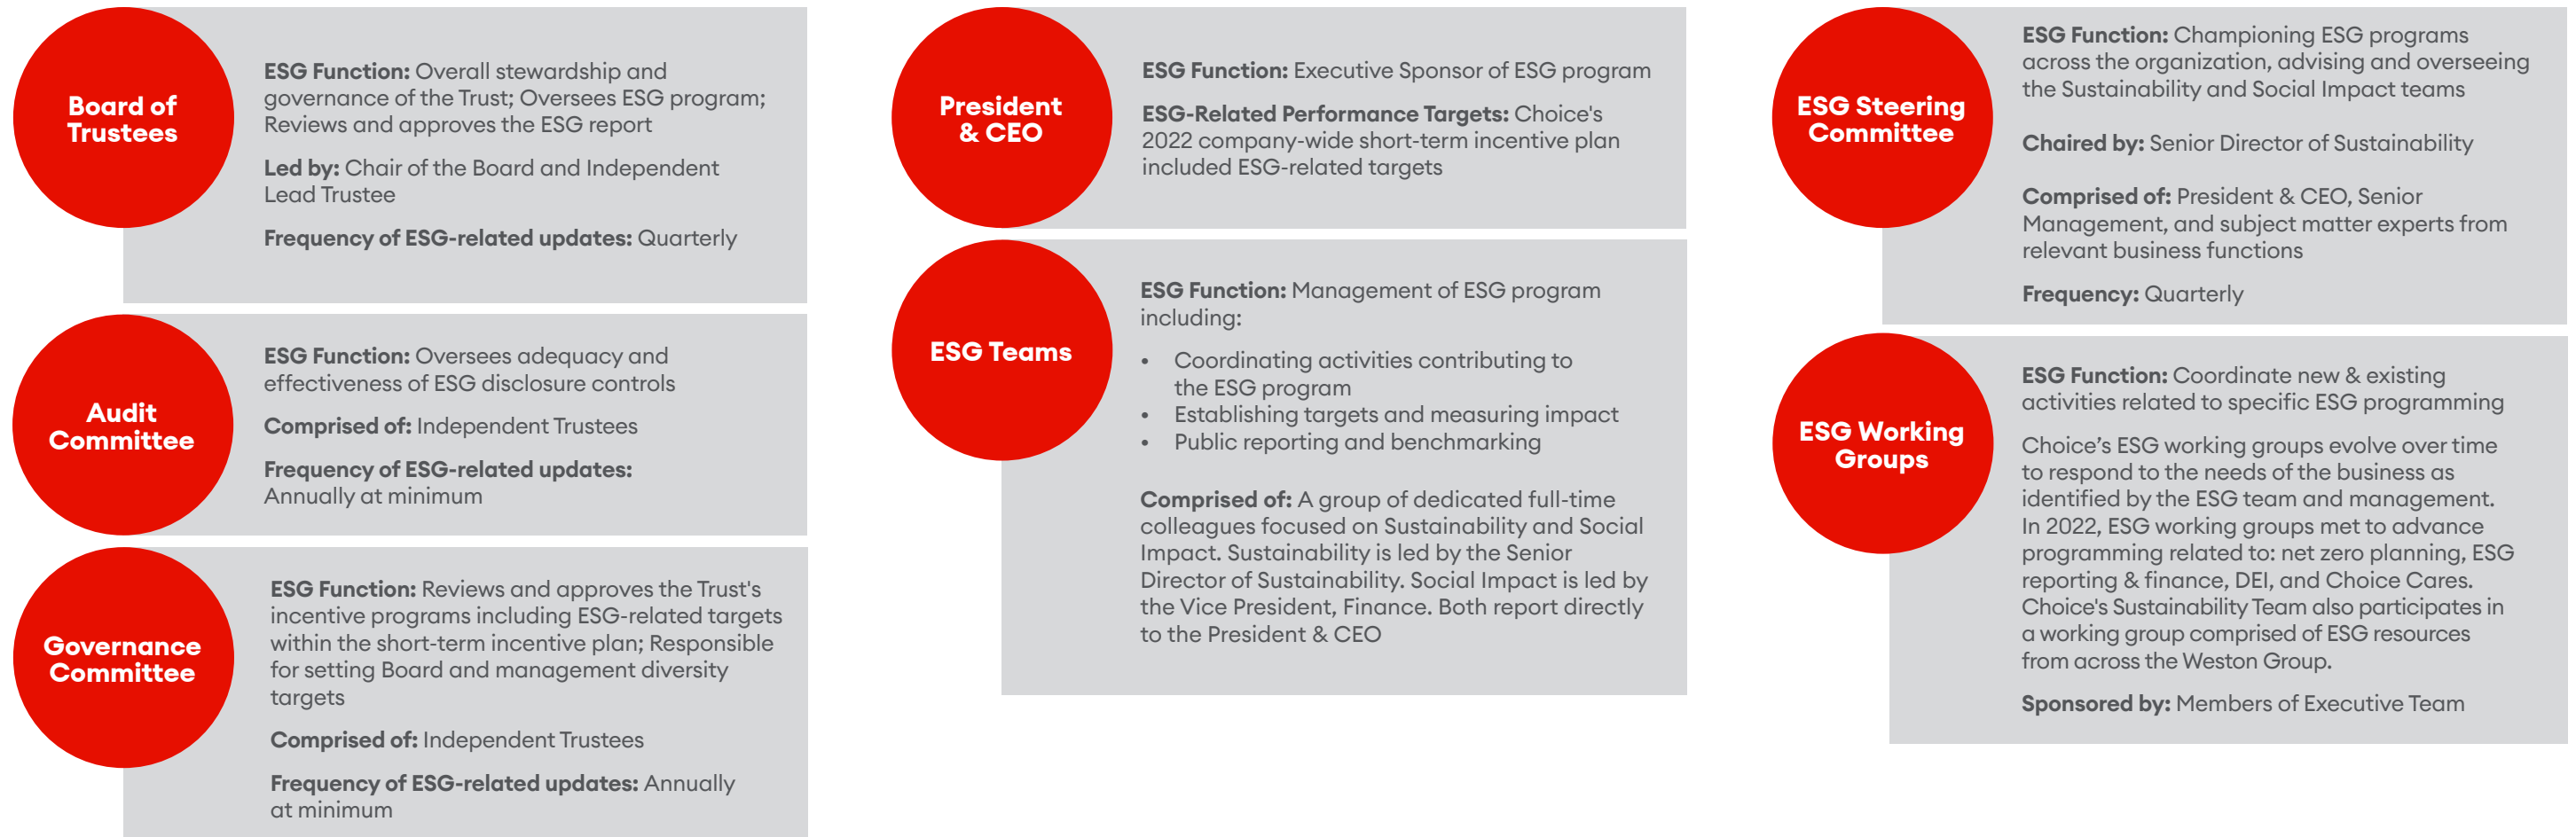 Board of
Trustees
ESG Function: Overall stewardship and
governance of the Trust; Oversees ESG program;
Reviews and approves the ESG report
Led by: Chair of the Board and Independent
Lead Trustee
Frequency of ESG-related updates: Quarterly
Audit
Committee
ESG Function: Oversees adequacy and
effectiveness of ESG disclosure controls
Comprised of: Independent Trustees
Frequency of ESG-related updates:
Annually at minimum
Governance
Committee
ESG Function: Reviews and approves the Trust's
incentive programs including ESG-related targets
within the short-term incentive plan; Responsible
for setting Board and management diversity
targets
Comprised of: Independent Trustees
Frequency of ESG-related updates: Annually
at minimum
President
& CEO
ESG Function: Executive Sponsor of ESG program
ESG-Related Performance Targets: Choice's
2022 company-wide short-term incentive plan
included ESG-related targets
ESG Teams
ESG Function: Management of ESG program
including:
• Coordinating activities contributing to
the ESG program
• Establishing targets and measuring impact
• Public reporting and benchmarking
Comprised of: A group of dedicated full-time
colleagues focused on Sustainability and Social
Impact. Sustainability is led by the Senior
Director of Sustainability. Social Impact is led by
the Vice President, Finance. Both report directly
to the President & CEO
ESG Steering
Committee
ESG Function: Championing ESG programs
across the organization, advising and overseeing
the Sustainability and Social Impact teams
Chaired by: Senior Director of Sustainability
Comprised of: President & CEO, Senior
Management, and subject matter experts from
relevant business functions
Frequency: Quarterly
ESG Working
Groups
ESG Function: Coordinate new & existing
activities related to specific ESG programming
Choice’s ESG working groups evolve over time
to respond to the needs of the business as
identified by the ESG team and management.
In 2022, ESG working groups met to advance
programming related to: net zero planning, ESG
reporting & finance, DEI, and Choice Cares.
Choice's Sustainability Team also participates in
a working group comprised of ESG resources
from across the Weston Group.
Sponsored by: Members of Executive Team